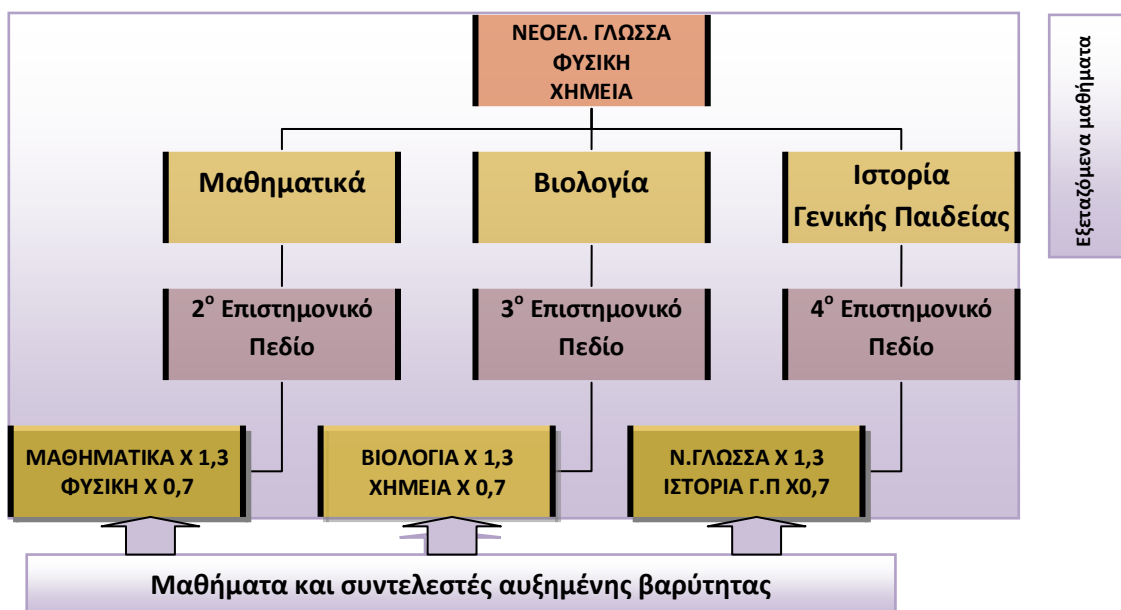 ΝΕΟΕΛ. ΓΛΩΣΣΑ
ΦΥΣΙΚΗ
ΧΗΜΕΙΑ
Εξεταζόμενα μαθήματα
Μαθηματικά
Βιολογία
Ιστορία
Γενικής Παιδείας
2ο Επιστημονικό
Πεδίο
3ο Επιστημονικό
Πεδίο
4ο Επιστημονικό
Πεδίο
ΜΑΘΗΜΑΤΙΚΑ Χ 1,3
ΦΥΣΙΚΗ Χ 0,7
ΒΙΟΛΟΓΙΑ Χ 1,3
ΧΗΜΕΙΑ Χ 0,7
Ν.ΓΛΩΣΣΑ Χ 1,3
ΙΣΤΟΡΙΑ Γ.Π Χ0,7
Μαθήματα και συντελεστές αυξημένης βαρύτητας